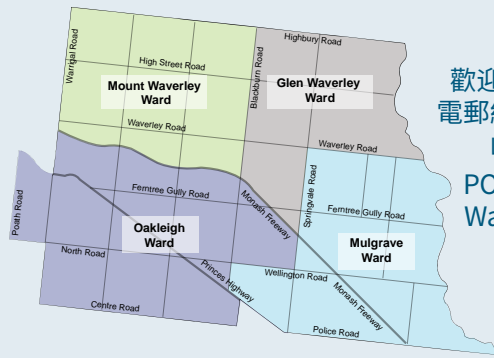 Highbury Road
Warrigal Road
High Street Road
Blackburn Road
Mount Waverley
Ward
Glen Waverley
Ward
Waverley Road
Waverley Road
歡迎
電郵
PO
Wa
Ferntree Gully Road
Monash Freeway
Springvale Road
Ferntree Gully Road
Poath Road
Oakleigh
Ward
Mulgrave
Ward
North Road
Wellington Road
Princes Highway
Monash Freeway
Centre Road
Police Road